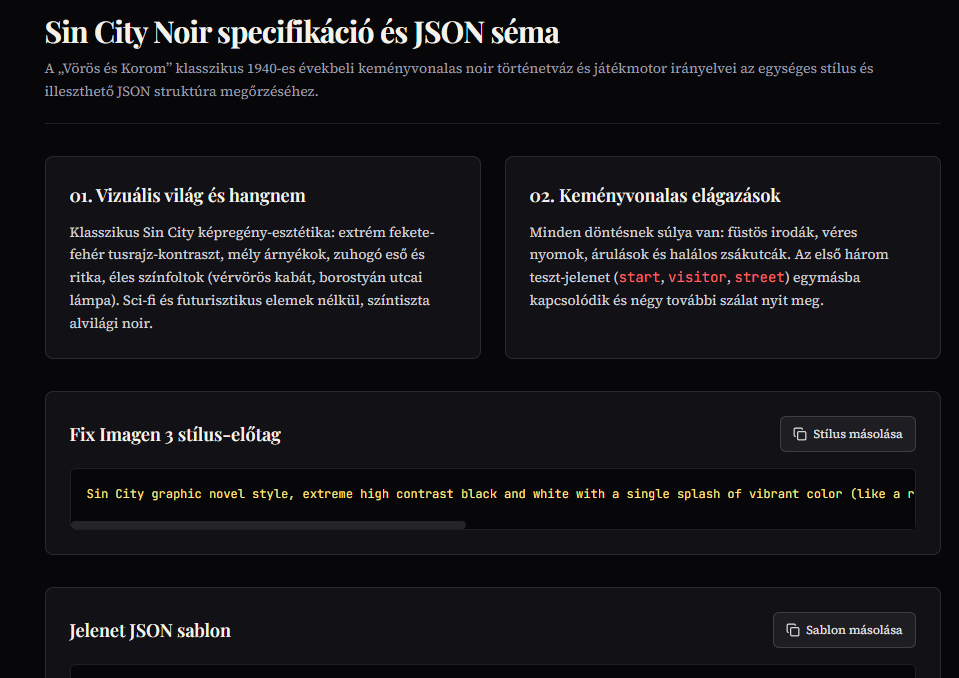 Sin City Noir specifikáció és JSON séma
A „Vörös és Korom” klasszikus 1940-es évekbeli keményvonalas noir történetváz és játékmotor irányelvei az egységes stílus és
illeszthető JSON struktúra megőrzéséhez.
01. Vizuális világ és hangnem
Klasszikus Sin City képregény-esztétika: extrém fekete-
fehér tusrajz-kontraszt, mély árnyékok, zuhogó eső és
ritka, éles színfoltok (vérvörös kabát, borostyán utcai
lámpa). Sci-fi és futurisztikus elemek nélkül, színtiszta
alvilági noir.
02. Keményvonalas elágazások
Minden döntésnek súlya van: füstös irodák, véres
nyomok, árulások és halálos zsákutcák. Az első három
teszt-jelenet (start, visitor, street) egymásba
kapcsolódik és négy további szálat nyit meg.
Fix Imagen 3 stílus-előtag
Stílus másolása
Sin City graphic novel style, extreme high contrast black and white with a single splash of vibrant color (like a r
Jelenet JSON sablon
Sablon másolása